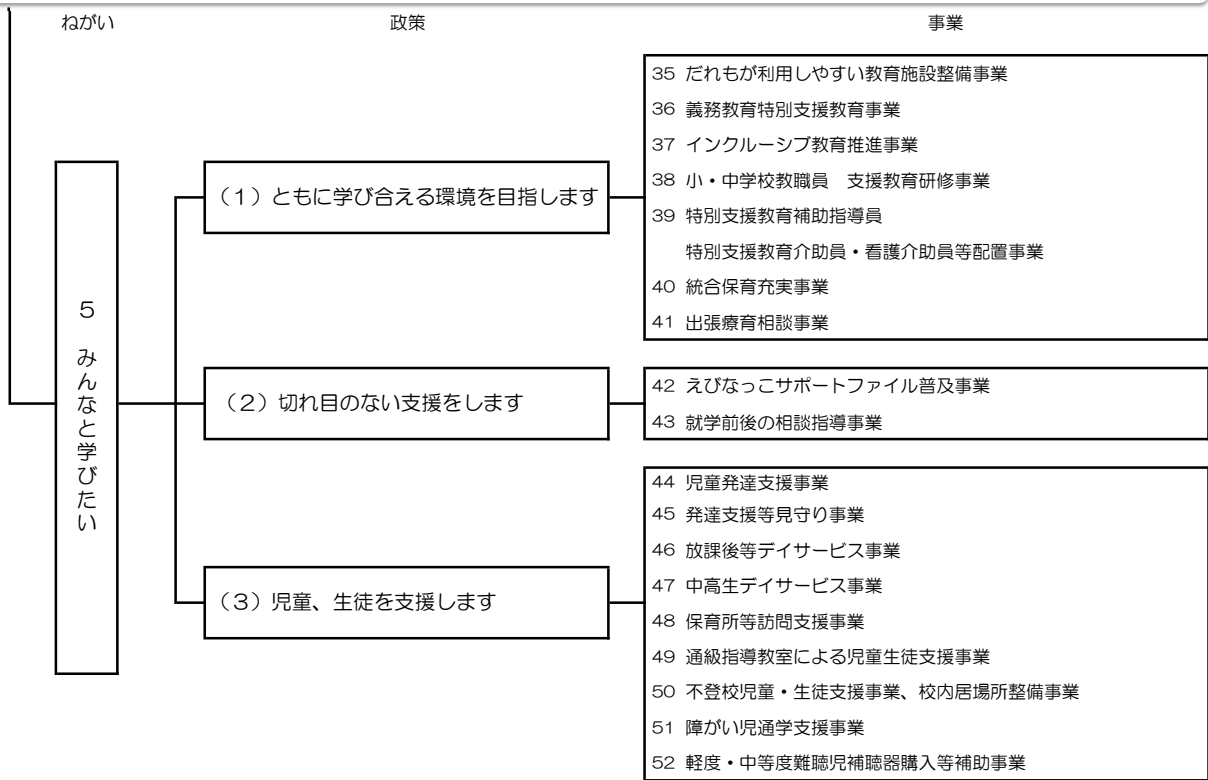 ねがい
政策
事業
5 みんなと学びたい
(1)ともに学び合える環境を目指します
35 だれもが利用しやすい教育施設整備事業
36 義務教育特別支援教育事業
37 インクルーシブ教育推進事業
38 小・中学校教職員　支援教育研修事業
39 特別支援教育補助指導員
特別支援教育介助員・看護介助員等配置事業
40 統合保育充実事業
41 出張療育相談事業
(2)切れ目のない支援をします
42 えびなっこサポートファイル普及事業
43 就学前後の相談指導事業
(3)児童、生徒を支援します
44 児童発達支援事業
45 発達支援等見守り事業
46 放課後等デイサービス事業
47 中高生デイサービス事業
48 保育所等訪問支援事業
49 通級指導教室による児童生徒支援事業
50 不登校児童・生徒支援事業、校内居場所整備事業
51 障がい児通学支援事業
52 軽度・中等度難聴児補聴器購入等補助事業